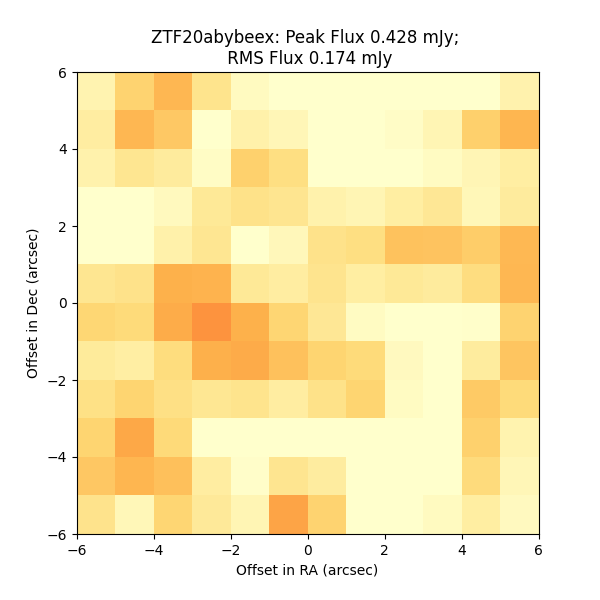 ZTF20abybeex: Peak Flux 0.428 mJy;
RMS Flux 0.174 mJy
6
4
2
0
−2
−4
−6
Offset in Dec (arcsec)
−6 −4 −2 0 2 4 6
Offset in RA (arcsec)